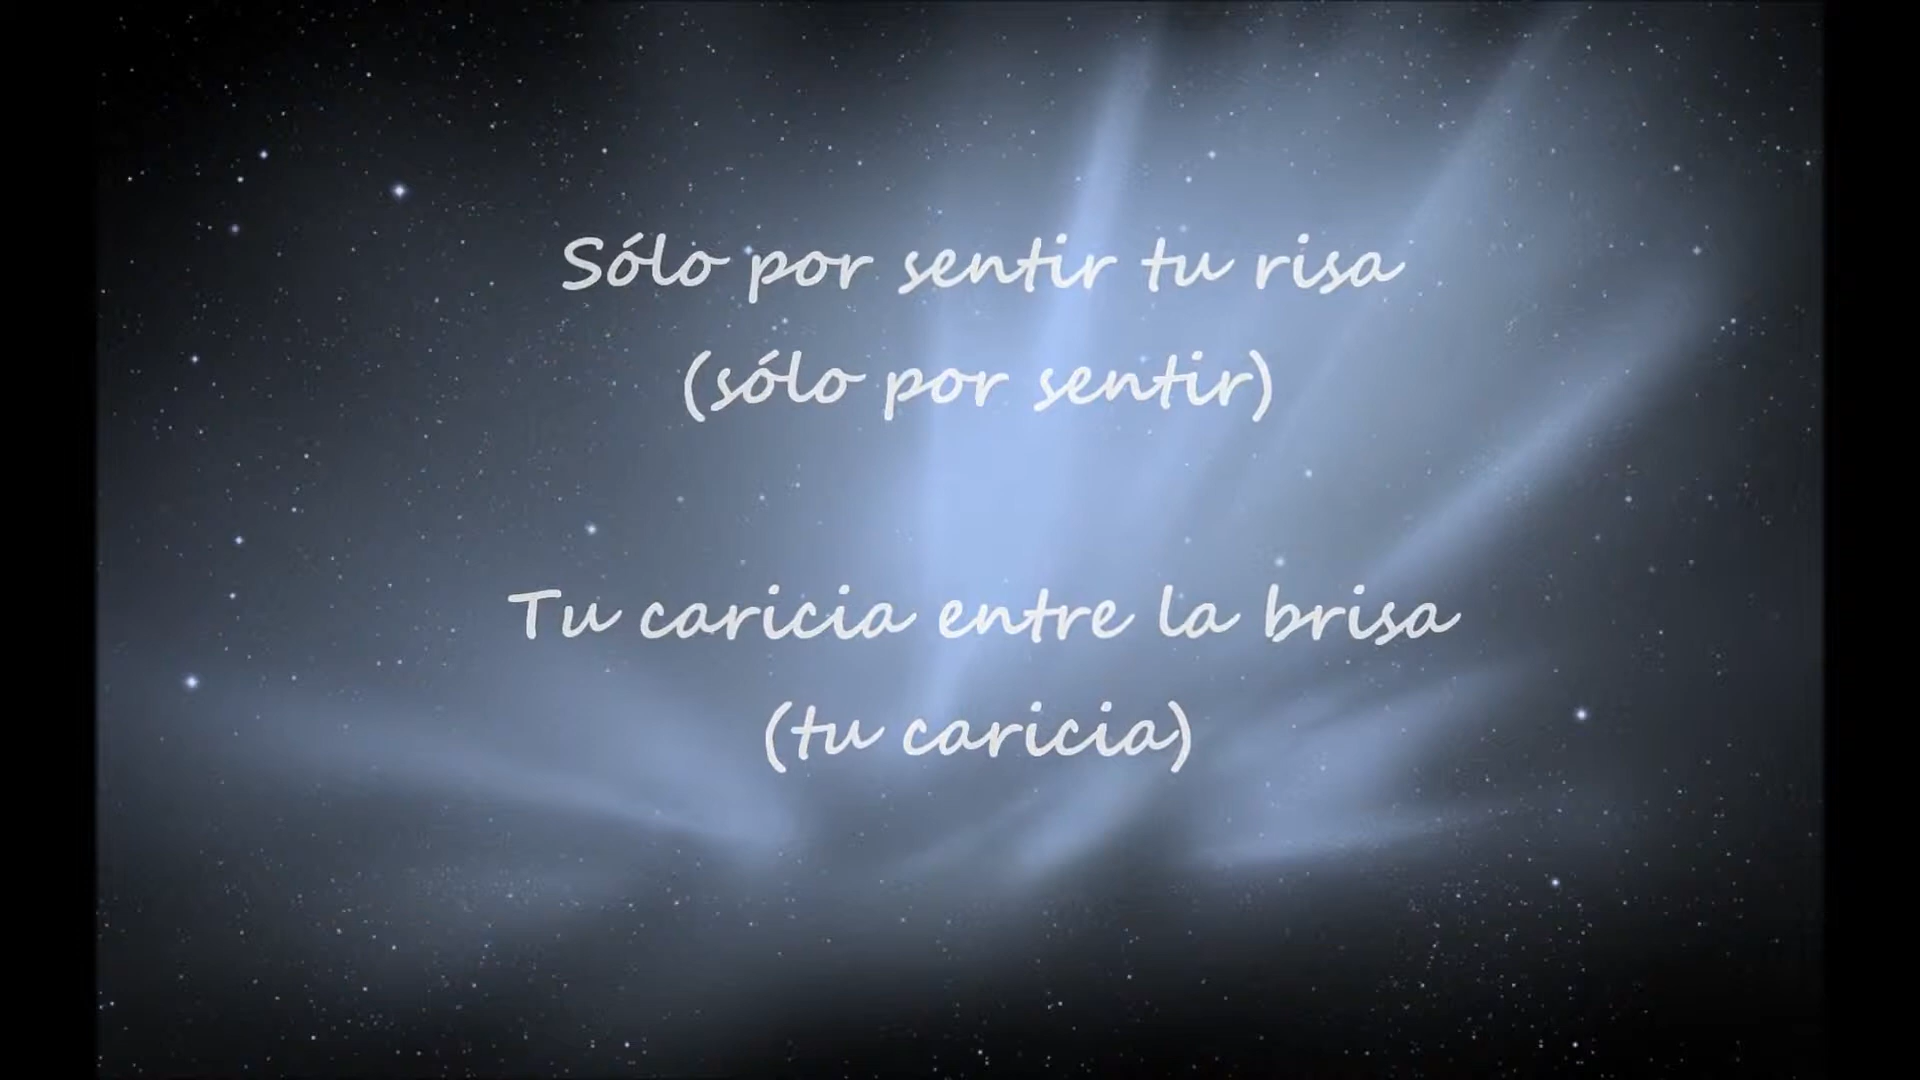 Sólo por sentir tu risa
(sólo por sentir)
Tu caricia entre la brisa
(tu caricia)